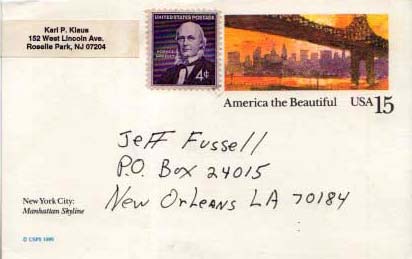 Karl P. Klaus
152 West Lincoln Ave.
Roselle Park, NJ 07204
UNITED STATES POSTAGE
HORACE GREELEY
4¢
America the Beautiful USA 15
Jeff Fussell
P.O. Box 24015
New Orleans LA 70184
New York City:
Manhattan Skyline
© USPS 1989